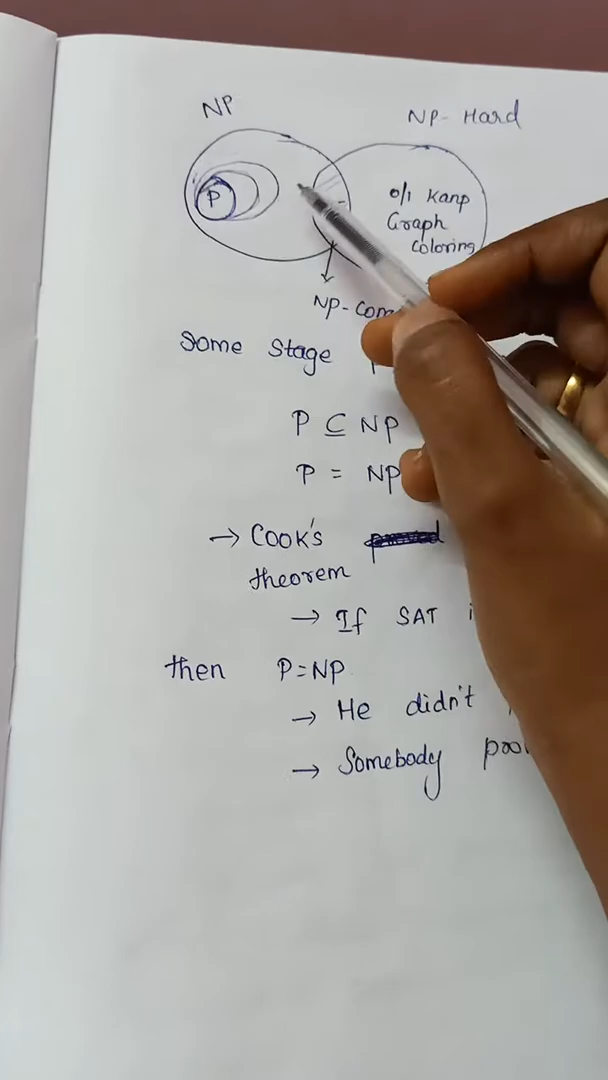 NP
NP-Hard
P
0/1 Kanp
Graph
coloring
NP-Com
Some stage
P ⊆ NP
P = NP
→ Cook's
theorem
→ If SAT
then P=NP
→ He didn't
→ Somebody